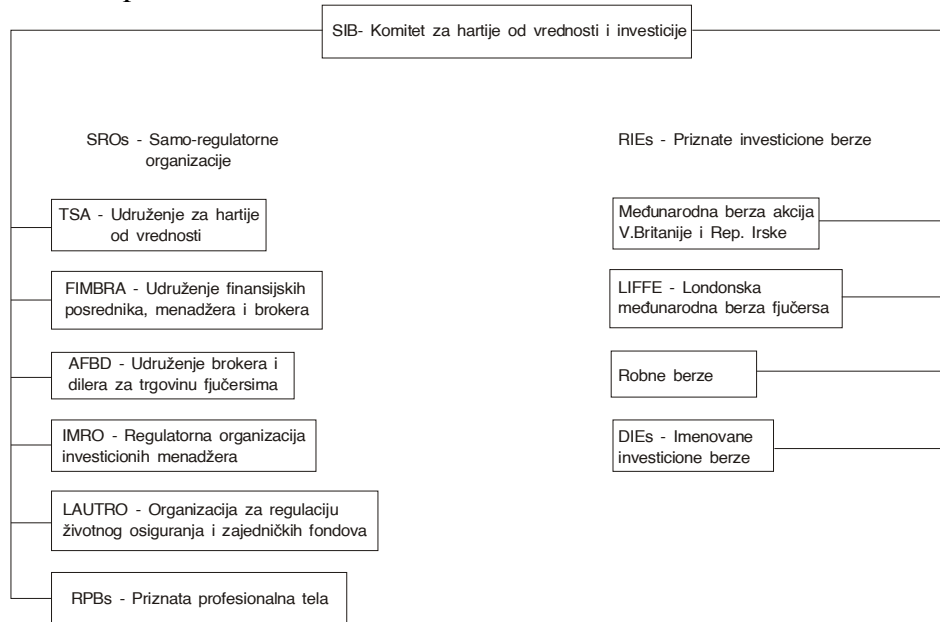 SIB- Komitet za hartije od vrednosti i investicije
SROs - Samo-regulatorne
organizacije
TSA - Udruženje za hartije
od vrednosti
FIMBRA - Udruženje finansijskih
posrednika, menadžera i brokera
AFBD - Udruženje brokera i
dilera za trgovinu fjučersima
IMRO - Regulatorna organizacija
investicionih menadžera
LAUTRO - Organizacija za regulaciju
životnog osiguranja i zajedničkih fondova
RPBs - Priznata profesionalna tela
RIEs - Priznate investicione berze
Međunarodna berza akcija
V.Britanije i Rep. Irske
LIFFE - Londonska
međunarodna berza fjučersa
Robne berze
DIEs - Imenovane
investicione berze